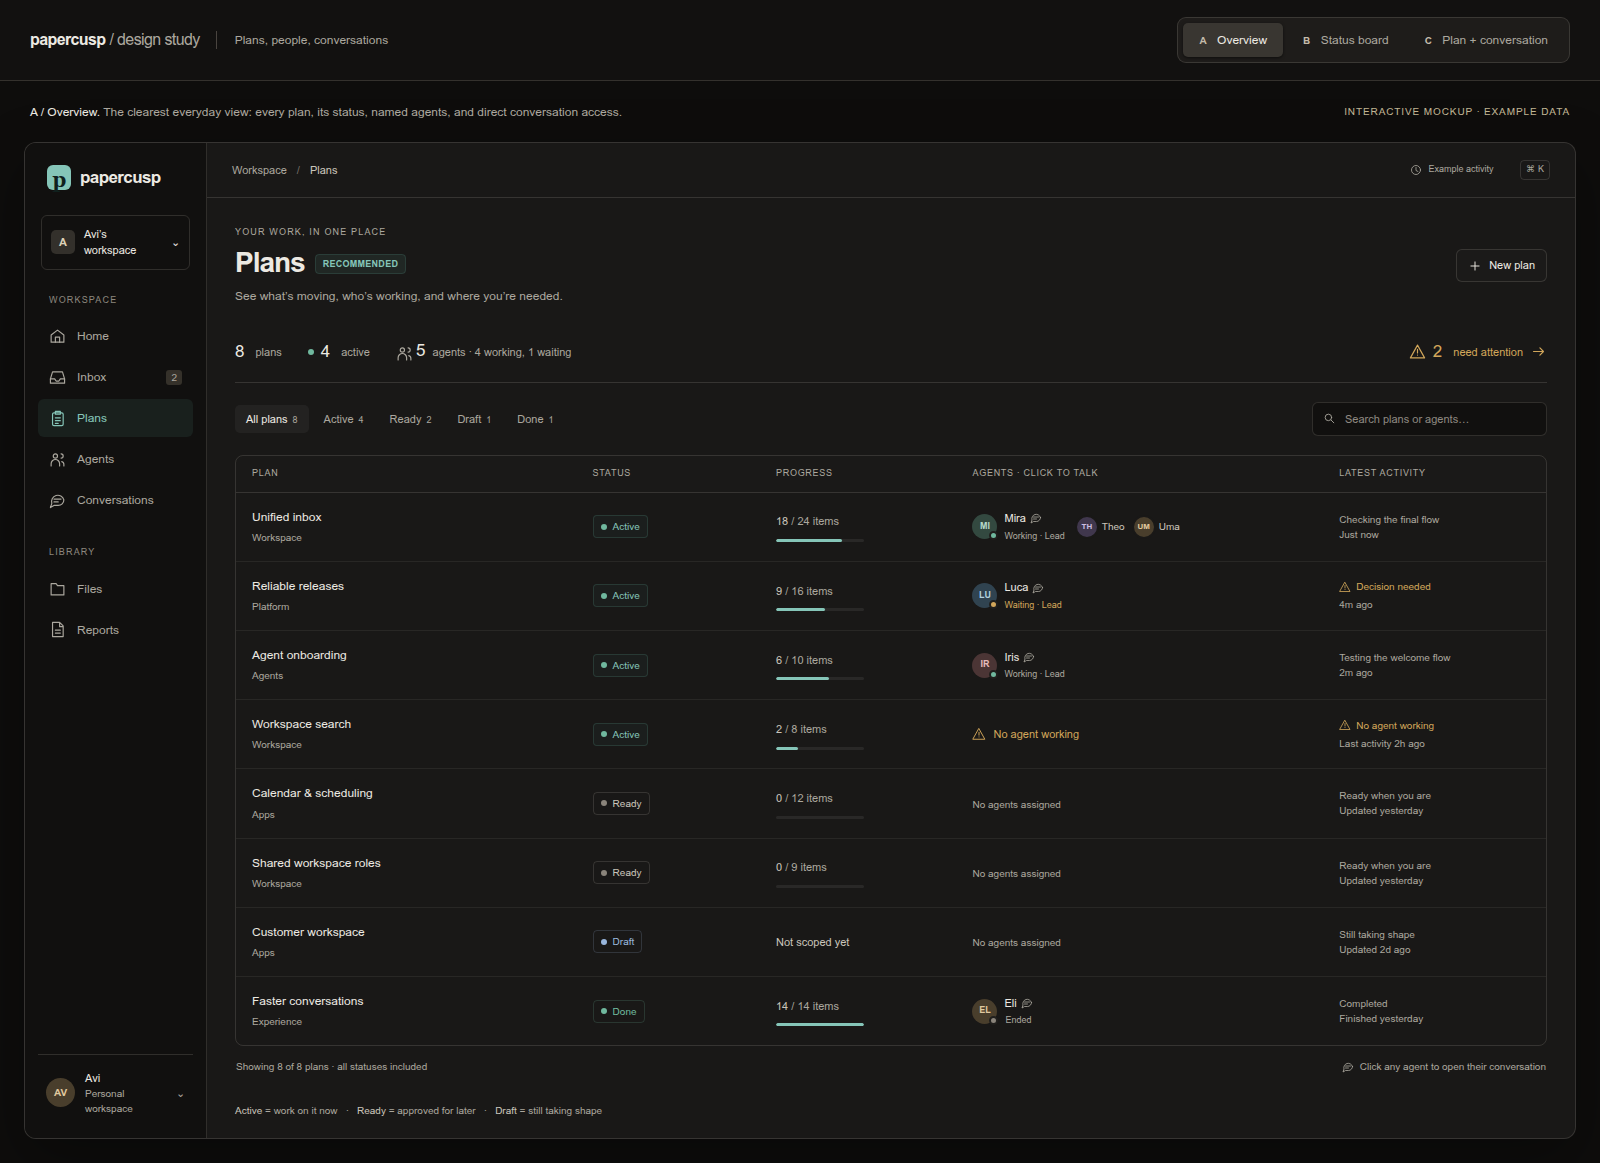 papercusp / design study
Plans, people, conversations
A Overview
B Status board
C Plan + conversation
A / Overview. The clearest everyday view: every plan, its status, named agents, and direct conversation access.
INTERACTIVE MOCKUP · EXAMPLE DATA
p papercusp
A
Avi's
workspace
WORKSPACE
Home
Inbox 2
Plans
Agents
Conversations
LIBRARY
Files
Reports
AV
Avi
Personal
workspace
Workspace / Plans
Example activity
⌘ K
YOUR WORK, IN ONE PLACE
Plans RECOMMENDED
New plan
See what's moving, who's working, and where you're needed.
8 plans
4 active
5 agents · 4 working, 1 waiting
2 need attention →
All plans 8
Active 4
Ready 2
Draft 1
Done 1
Search plans or agents…
PLAN STATUS PROGRESS AGENTS · CLICK TO TALK LATEST ACTIVITY
Unified inbox
Workspace
Active
18 / 24 items
MI
Mira
Working · Lead
TH Theo
UM Uma
Checking the final flow
Just now
Reliable releases
Platform
Active
9 / 16 items
LU
Luca
Waiting · Lead
Decision needed
4m ago
Agent onboarding
Agents
Active
6 / 10 items
IR
Iris
Working · Lead
Testing the welcome flow
2m ago
Workspace search
Workspace
Active
2 / 8 items
No agent working
No agent working
Last activity 2h ago
Calendar & scheduling
Apps
Ready
0 / 12 items
No agents assigned
Ready when you are
Updated yesterday
Shared workspace roles
Workspace
Ready
0 / 9 items
No agents assigned
Ready when you are
Updated yesterday
Customer workspace
Apps
Draft
Not scoped yet
No agents assigned
Still taking shape
Updated 2d ago
Faster conversations
Experience
Done
14 / 14 items
EL
Eli
Ended
Completed
Finished yesterday
Showing 8 of 8 plans · all statuses included
Click any agent to open their conversation
Active = work on it now · Ready = approved for later · Draft = still taking shape